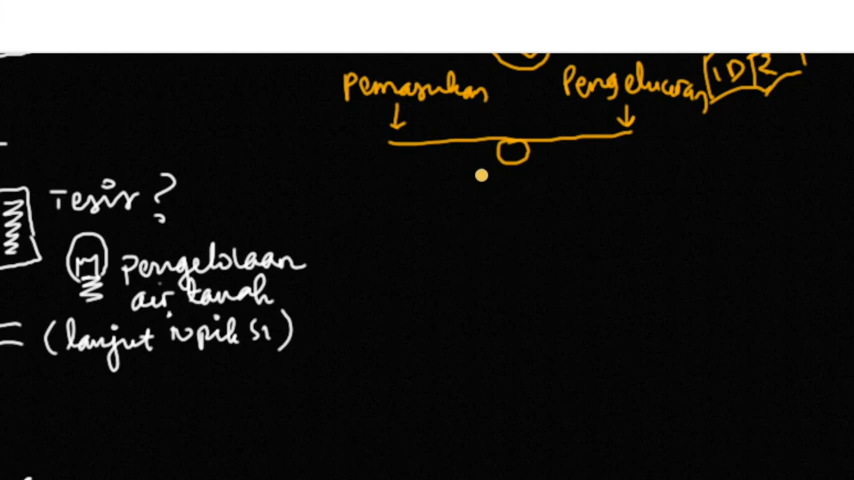 Pemasukan Pengeluaran IDR
Tesis?
pengelolaan
air tanah
(lanjut topik S1)